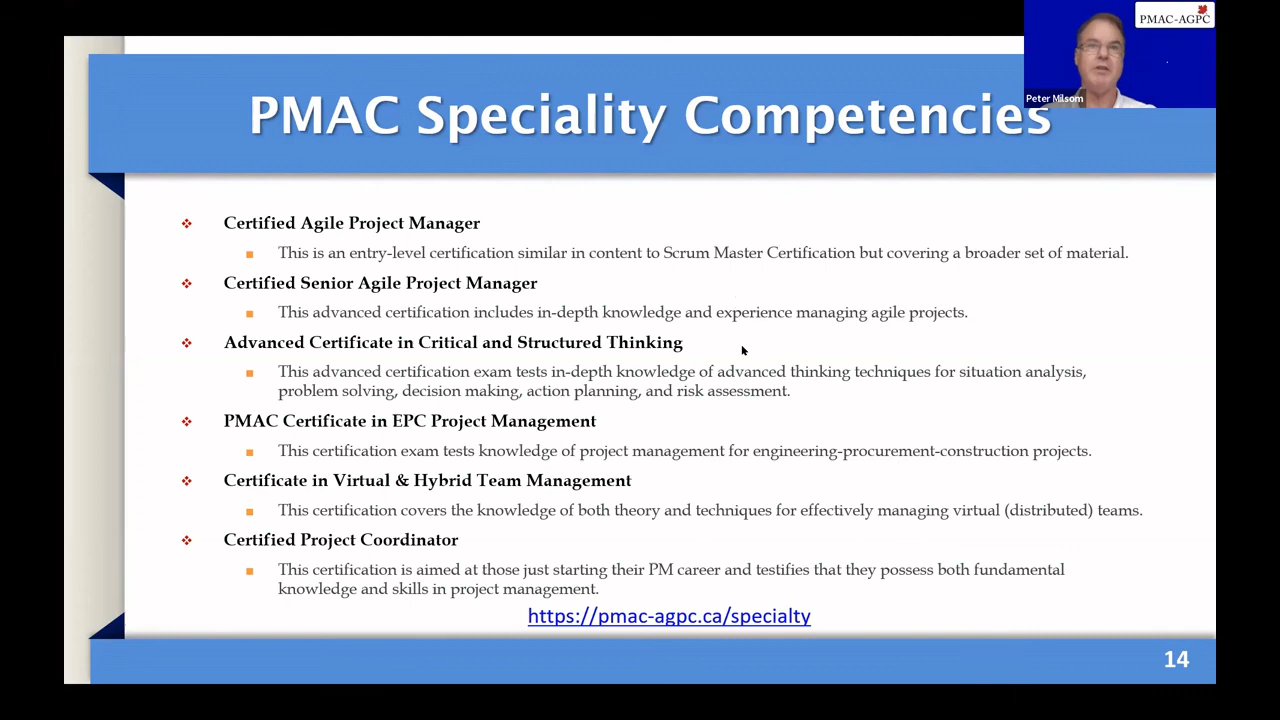 PMAC-AGPC
Peter Milsom
PMAC Speciality Competencies
Certified Agile Project Manager
This is an entry-level certification similar in content to Scrum Master Certification but covering a broader set of material.
Certified Senior Agile Project Manager
This advanced certification includes in-depth knowledge and experience managing agile projects.
Advanced Certificate in Critical and Structured Thinking
This advanced certification exam tests in-depth knowledge of advanced thinking techniques for situation analysis,
problem solving, decision making, action planning, and risk assessment.
PMAC Certificate in EPC Project Management
This certification exam tests knowledge of project management for engineering-procurement-construction projects.
Certificate in Virtual & Hybrid Team Management
This certification covers the knowledge of both theory and techniques for effectively managing virtual (distributed) teams.
Certified Project Coordinator
This certification is aimed at those just starting their PM career and testifies that they possess both fundamental
knowledge and skills in project management.
https://pmac-agpc.ca/specialty
14